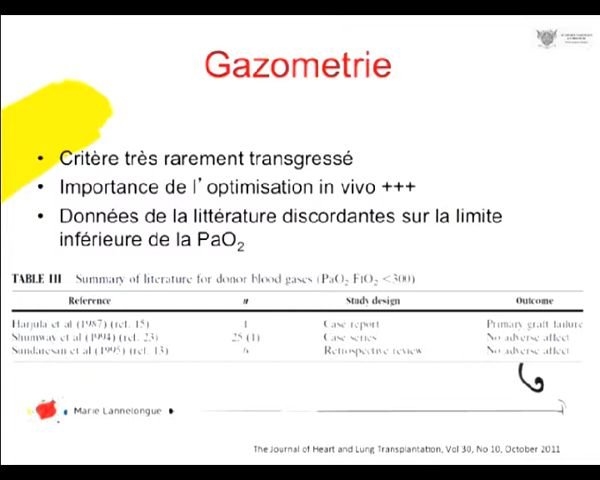 Gazometrie
• Critère très rarement transgressé
• Importance de l'optimisation in vivo +++
• Données de la littérature discordantes sur la limite
inférieure de la PaO2
TABLE III Summary of literature for donor blood gases (PaO2 FiO2 <300)
Reference n Study design Outcome
Harjula et al (1987) (ref. 15) 1 Case report Primary graft failure
Shumway et al (1994) (ref. 23) 25 (1) Case series No adverse affect
Sundaresan et al (1995) (ref. 13) 6 Retrospective review No adverse affect
Marie Lannelongue
The Journal of Heart and Lung Transplantation, Vol 30, No 10, October 2011